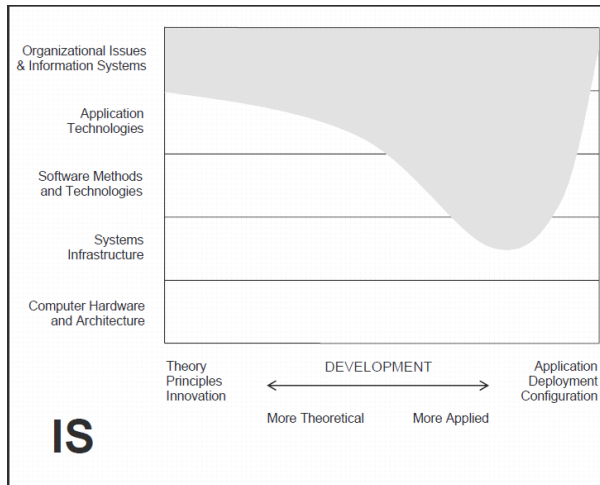 Organizational Issues
& Information Systems
Application
Technologies
Software Methods
and Technologies
Systems
Infrastructure
Computer Hardware
and Architecture
Theory
Principles
Innovation
DEVELOPMENT
More Theoretical
More Applied
Application
Deployment
Configuration
IS